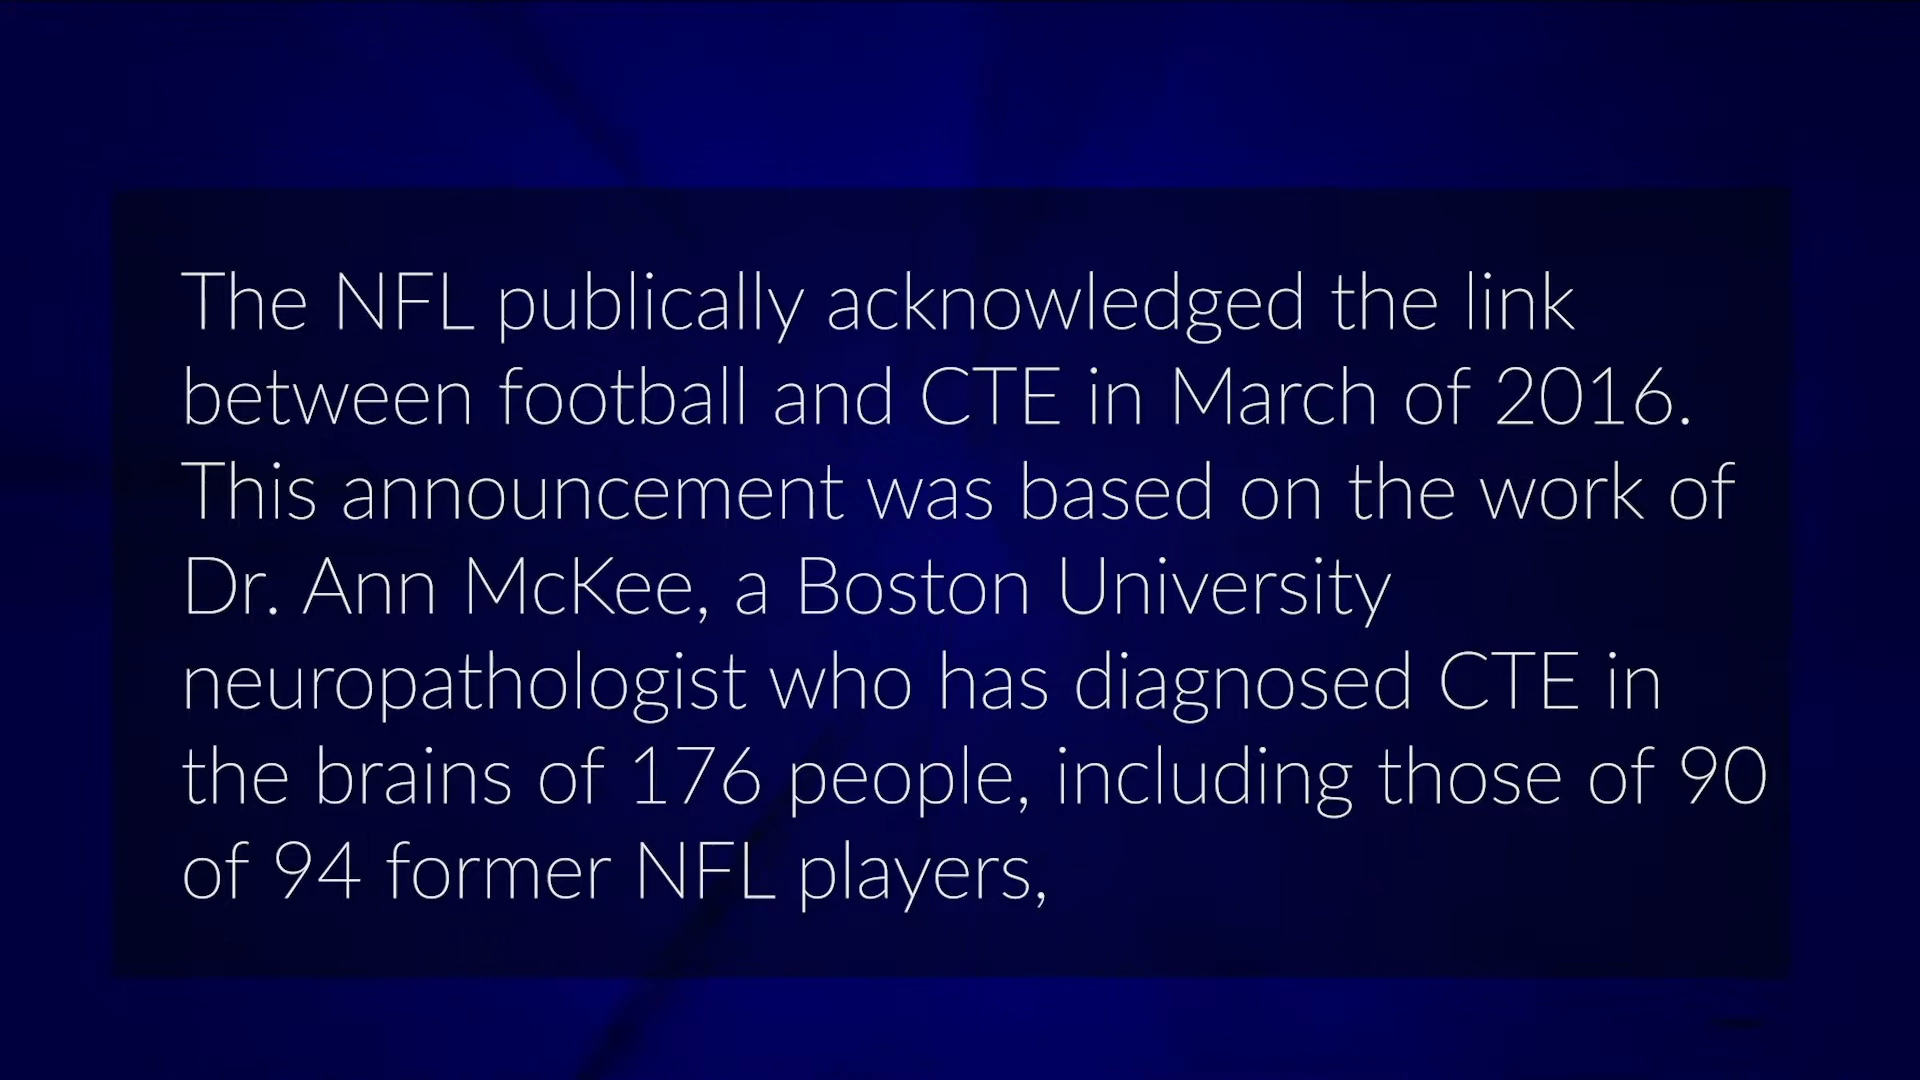 The NFL publically acknowledged the link
between football and CTE in March of 2016.
This announcement was based on the work of
Dr. Ann McKee, a Boston University
neuropathologist who has diagnosed CTE in
the brains of 176 people, including those of 90
of 94 former NFL players,